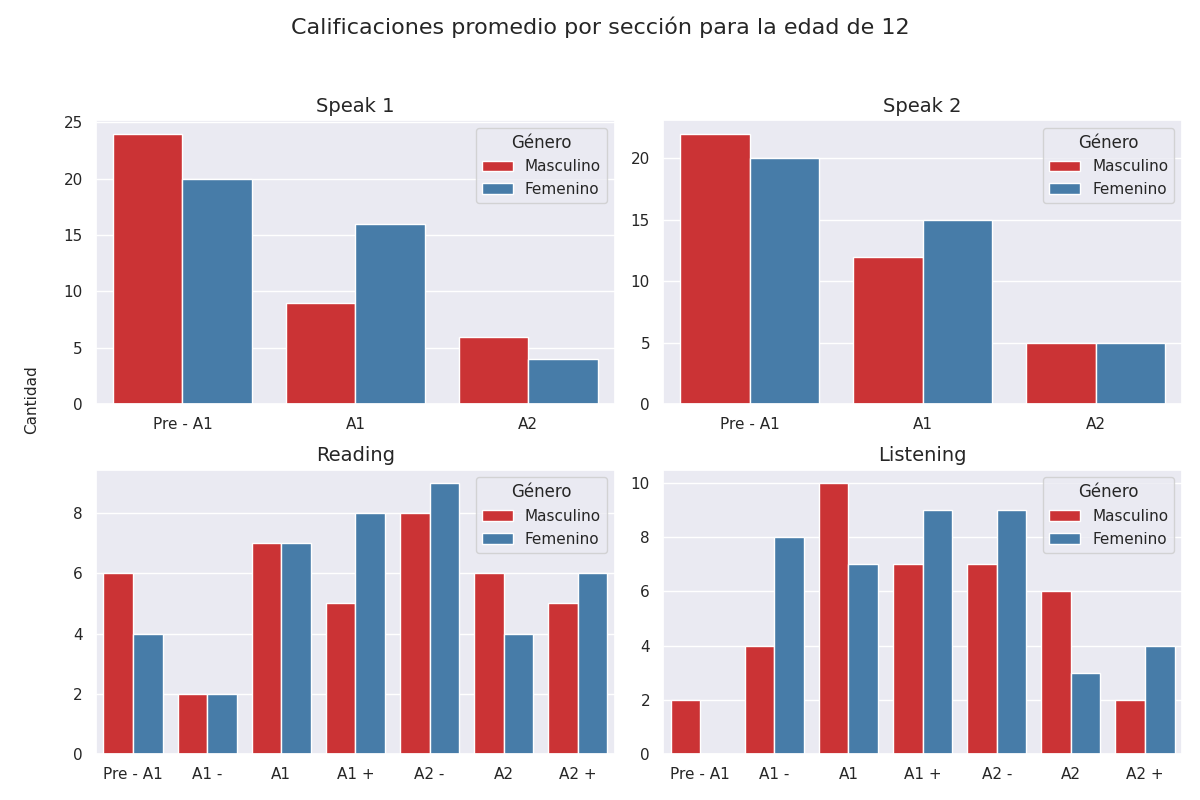 Calificaciones promedio por sección para la edad de 12
Cantidad
Speak 1
25
20
15
10
5
0
Género
Masculino
Femenino
Pre - A1 A1 A2
Speak 2
20
15
10
5
0
Género
Masculino
Femenino
Pre - A1 A1 A2
Reading
8
6
4
2
0
Género
Masculino
Femenino
Pre - A1 A1 - A1 A1 + A2 - A2 A2 +
Listening
10
8
6
4
2
0
Género
Masculino
Femenino
Pre - A1 A1 - A1 A1 + A2 - A2 A2 +